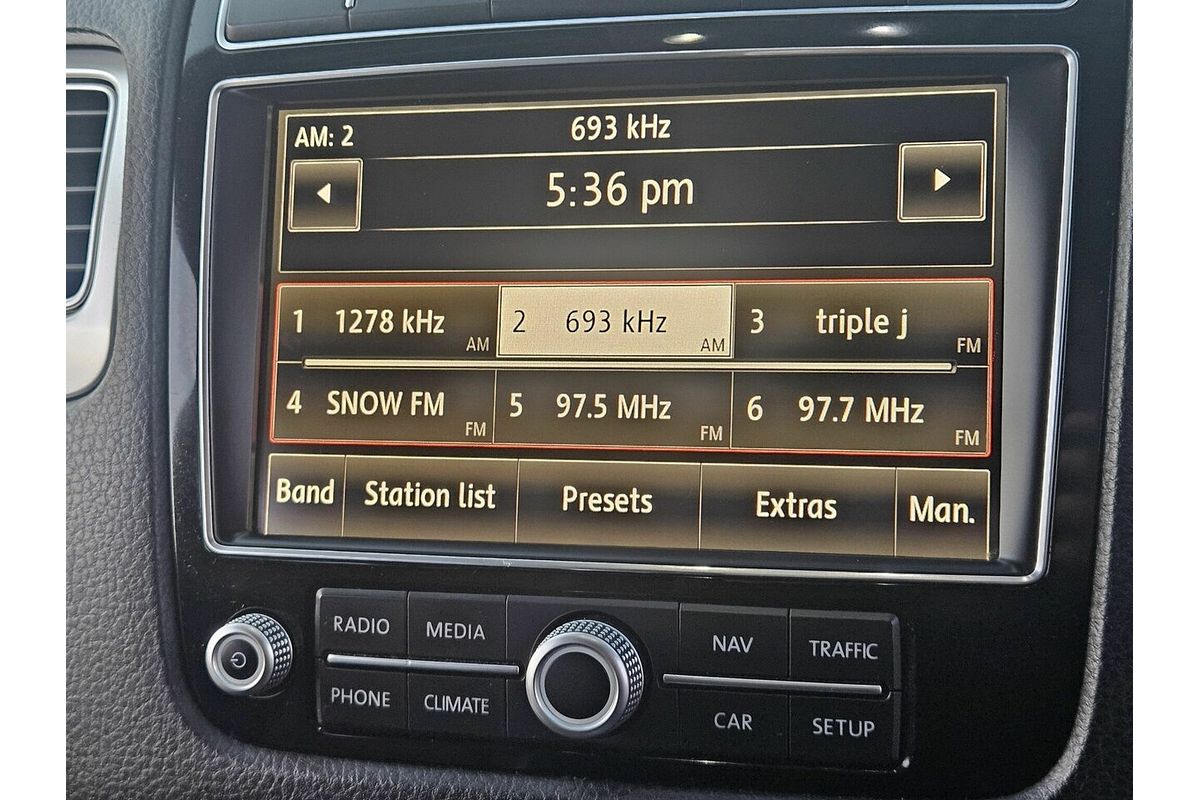 AM: 2 693 kHz
5:36 pm
1 1278 kHz AM 2 693 kHz AM 3 triple j FM
4 SNOW FM FM 5 97.5 MHz FM 6 97.7 MHz FM
Band Station list Presets Extras Man.
RADIO MEDIA NAV TRAFFIC
PHONE CLIMATE CAR SETUP